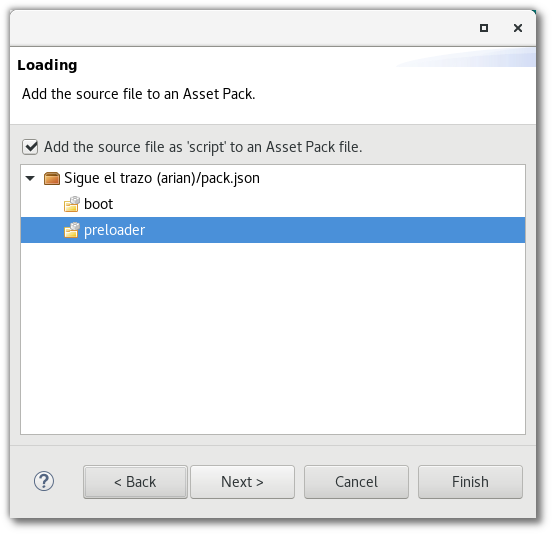 Loading
Add the source file to an Asset Pack.
Add the source file as 'script' to an Asset Pack file.
Sigue el trazo (arian)/pack.json
boot
preloader
? < Back Next > Cancel Finish